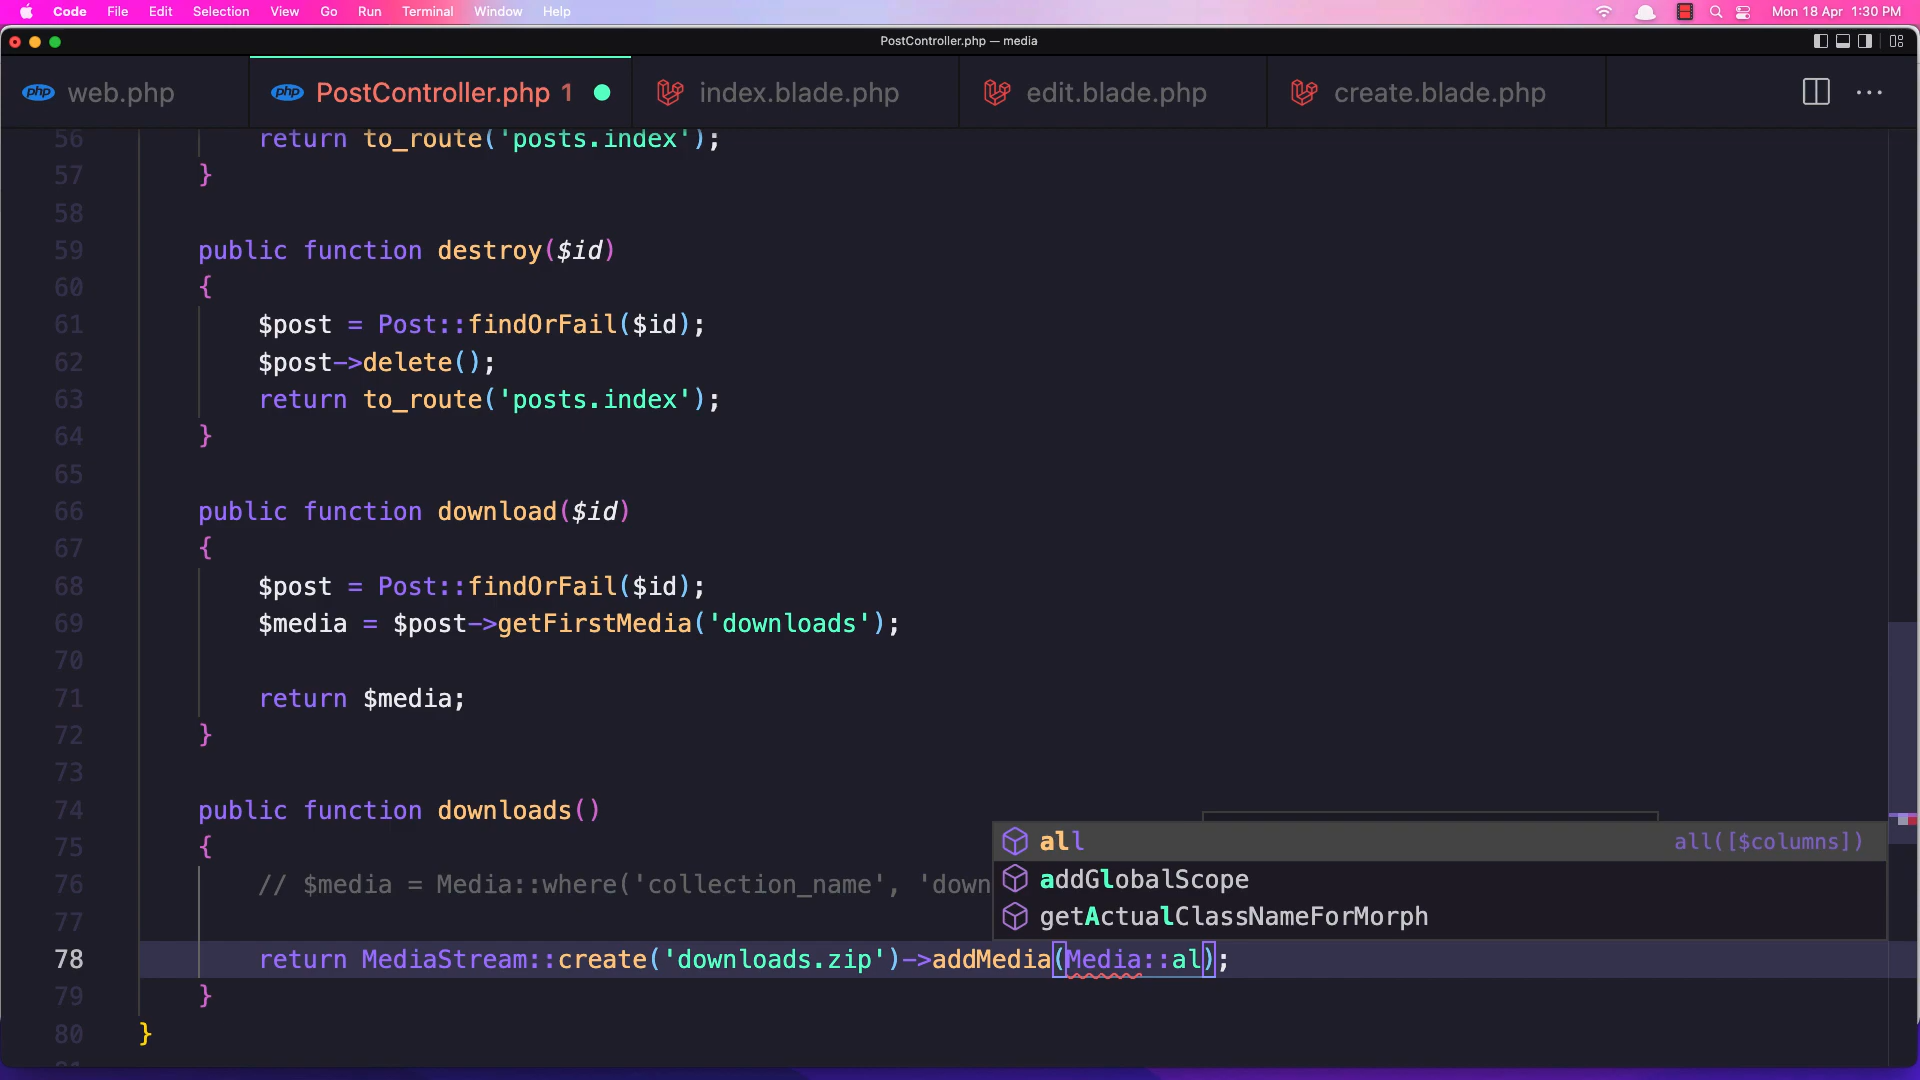 Code File Edit Selection View Go Run Terminal Window Help Mon 18 Apr 1:30 PM
PostController.php — media
php web.php php PostController.php 1 index.blade.php edit.blade.php create.blade.php ...
56 return to_route('posts.index');
57 }
58
59 public function destroy($id)
60 {
61 $post = Post::findOrFail($id);
62 $post->delete();
63 return to_route('posts.index');
64 }
65
66 public function download($id)
67 {
68 $post = Post::findOrFail($id);
69 $media = $post->getFirstMedia('downloads');
70
71 return $media;
72 }
73
74 public function downloads()
75 {
all all([$columns])
76 // $media = Media::where('collection_name', 'down
addGlobalScope
77
getActualClassNameForMorph
78 return MediaStream::create('downloads.zip')->addMedia(Media::al);
79 }
80 }